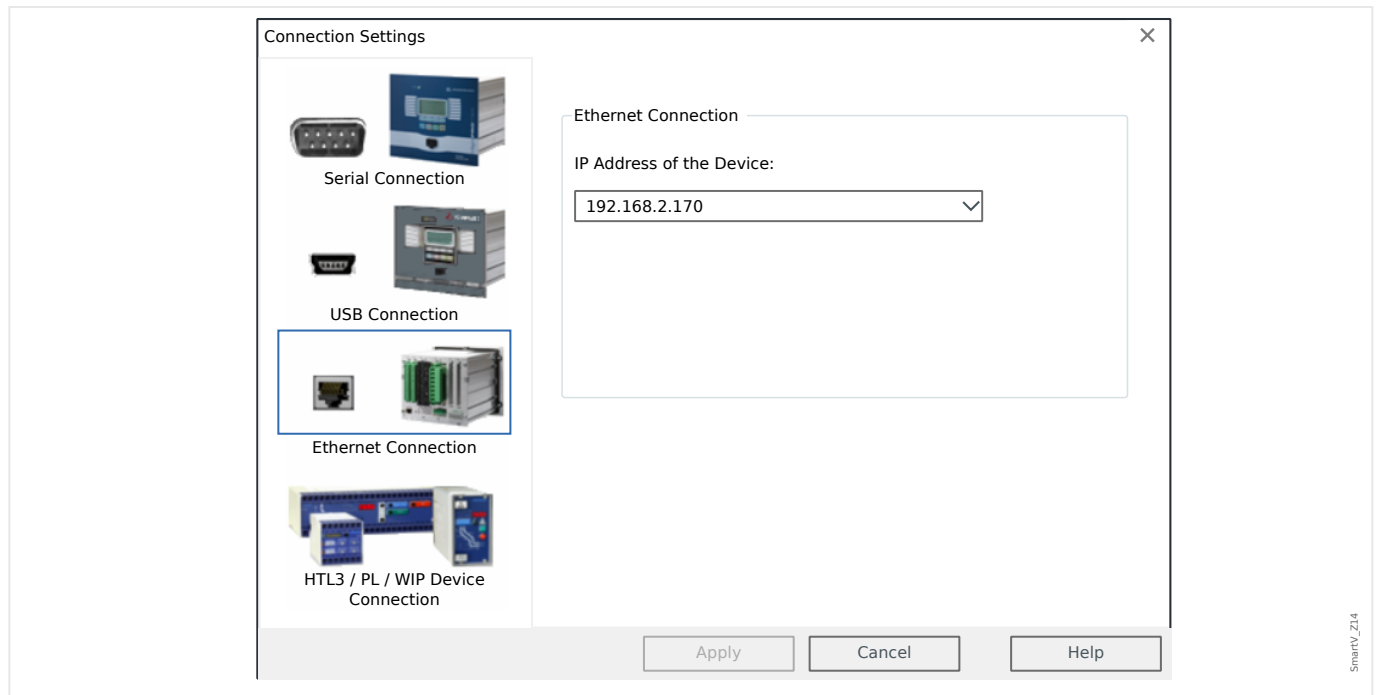 Connection Settings
Serial Connection
USB Connection
Ethernet Connection
HTL3 / PL / WIP Device
Connection
Ethernet Connection
IP Address of the Device:
192.168.2.170
Apply
Cancel
Help
SmartV_Z14